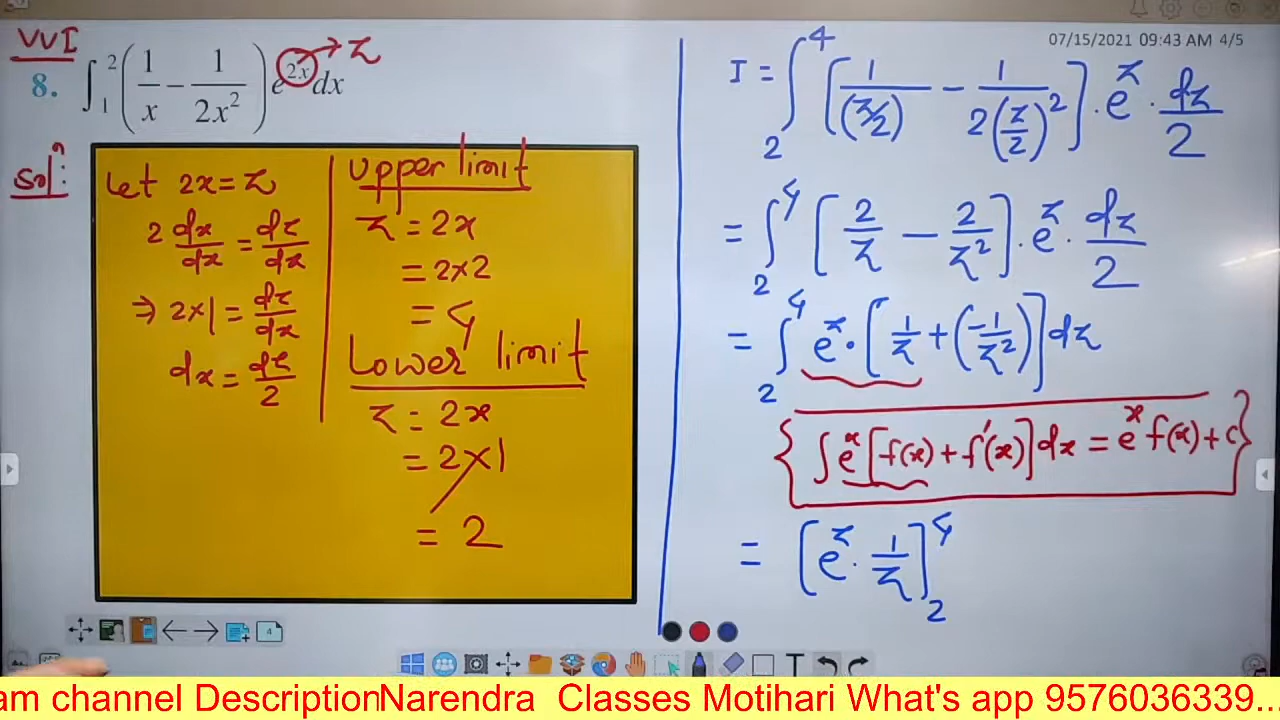 VVI
8. ∫₁² (1/x − 1/2x²) e^2x dx → z
Solⁿ:
Let 2x = z
2 dx/dx = dz/dx
⇒ 2×1 = dz/dx
dx = dz/2
Upper limit
z = 2x
= 2×2
= 4
Lower limit
z = 2x
= 2×1
= 2
07/15/2021 09:43 AM 4/5
I = ∫₂⁴ [1/(z/2) − 1/2(z/2)²] . e^z . dz/2
= ∫₂⁴ [2/z − 2/z²] . e^z . dz/2
= ∫₂⁴ e^z . [1/z + (−1/z²)] dz
{∫ e^x [f(x) + f′(x)] dx = e^x f(x) + c}
= [e^z . 1/z]₂⁴
4
T
am channel DescriptionNarendra Classes Motihari What's app 9576036339...